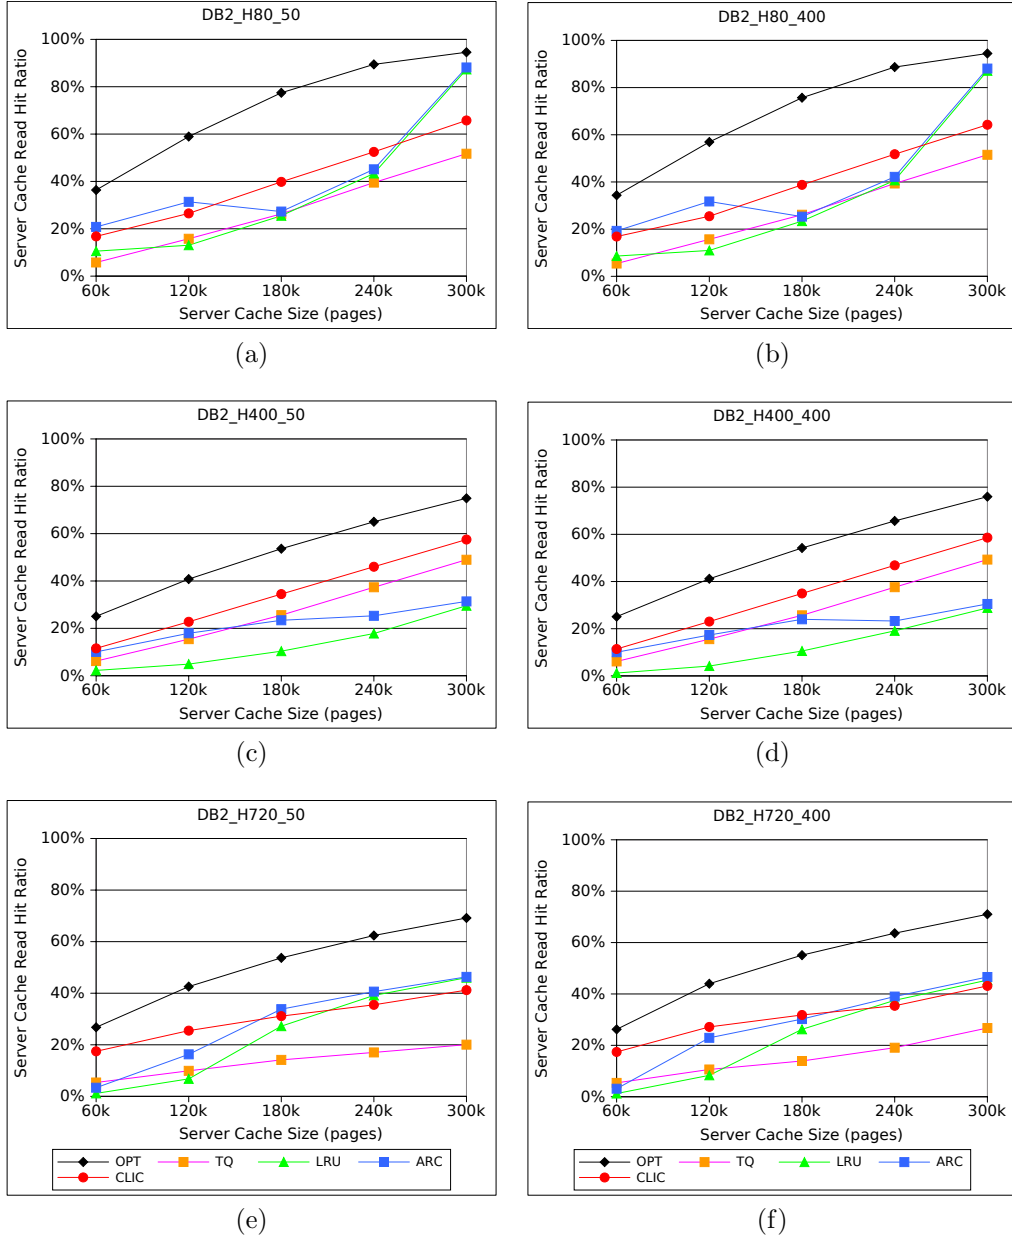 DB2_H80_50
Server Cache Read Hit Ratio
100%
80%
60%
40%
20%
0%
60k 120k 180k 240k 300k
Server Cache Size (pages)
(a)
DB2_H80_400
Server Cache Read Hit Ratio
100%
80%
60%
40%
20%
0%
60k 120k 180k 240k 300k
Server Cache Size (pages)
(b)
DB2_H400_50
Server Cache Read Hit Ratio
100%
80%
60%
40%
20%
0%
60k 120k 180k 240k 300k
Server Cache Size (pages)
(c)
DB2_H400_400
Server Cache Read Hit Ratio
100%
80%
60%
40%
20%
0%
60k 120k 180k 240k 300k
Server Cache Size (pages)
(d)
DB2_H720_50
Server Cache Read Hit Ratio
100%
80%
60%
40%
20%
0%
60k 120k 180k 240k 300k
Server Cache Size (pages)
OPT TQ LRU ARC
CLIC
(e)
DB2_H720_400
Server Cache Read Hit Ratio
100%
80%
60%
40%
20%
0%
60k 120k 180k 240k 300k
Server Cache Size (pages)
OPT TQ LRU ARC
CLIC
(f)